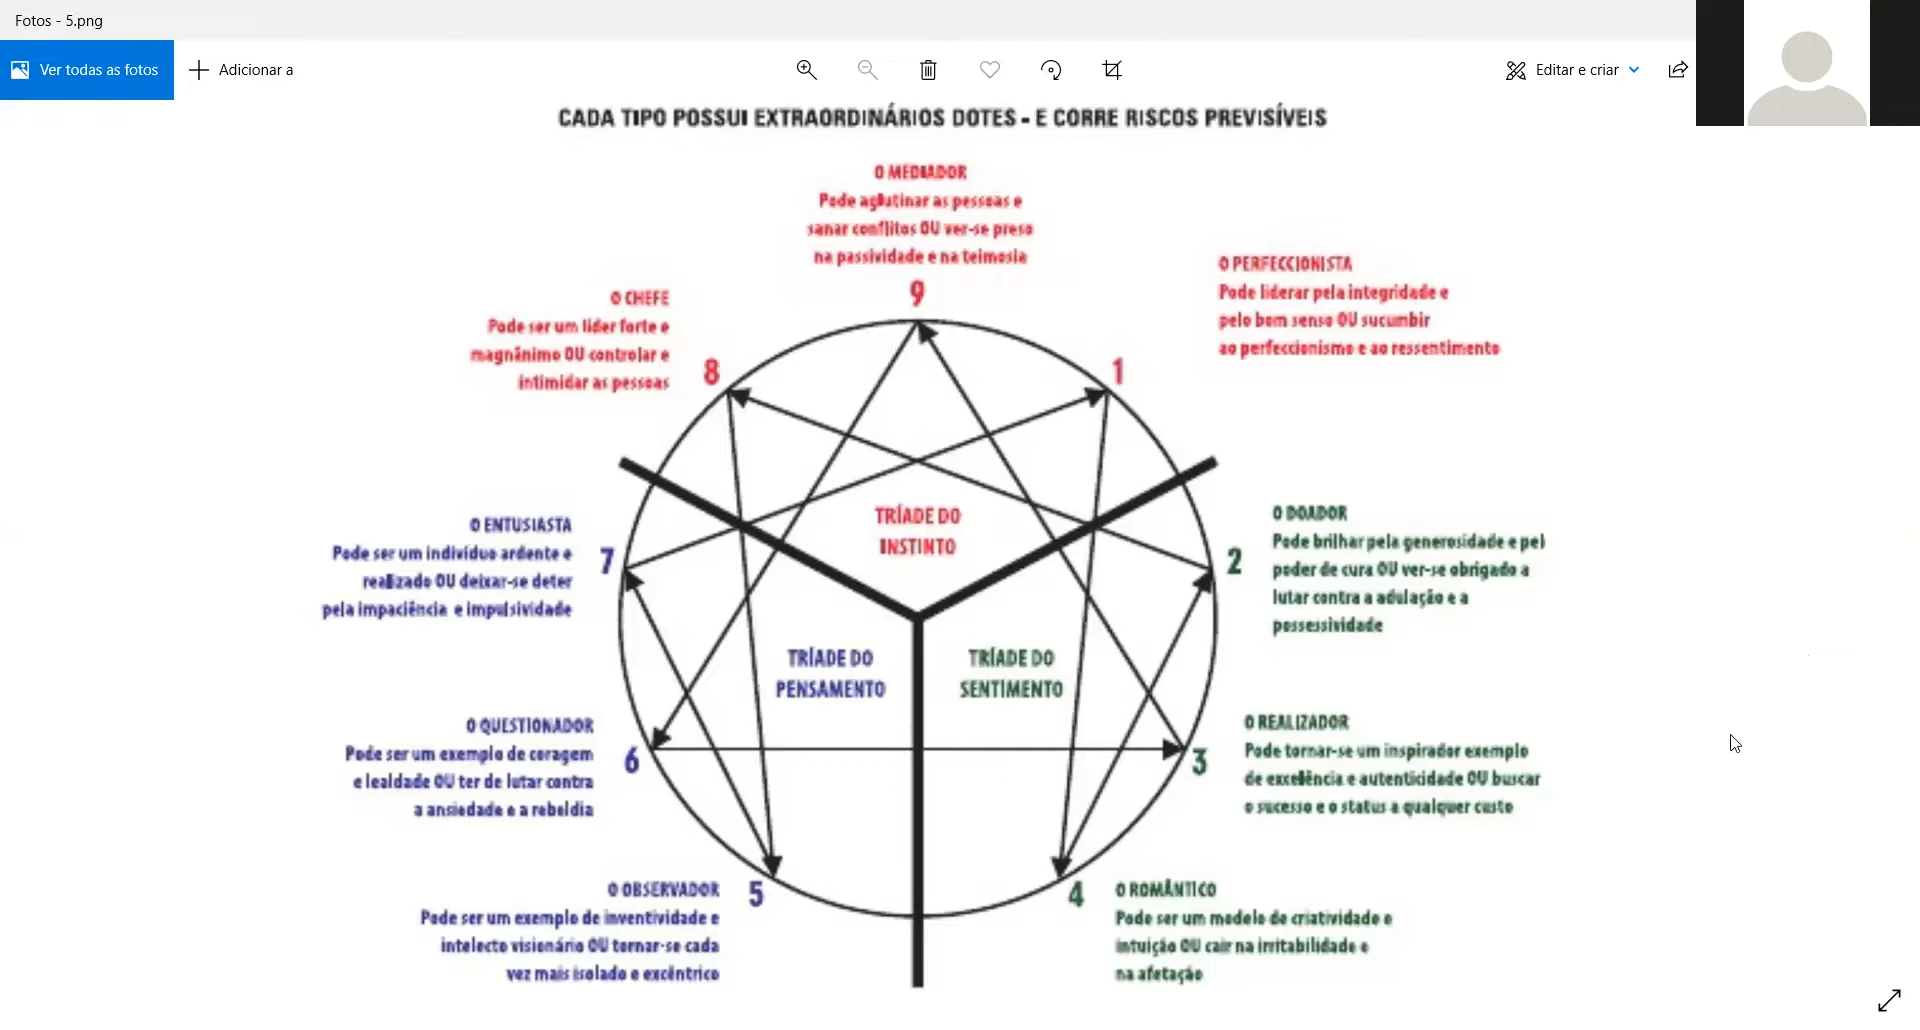 Fotos - 5.png
Ver todas as fotos
Adicionar a
Editar e criar
CADA TIPO POSSUI EXTRAORDINÁRIOS DOTES - E CORRE RISCOS PREVISÍVEIS
O MEDIADOR
Pode aglutinar as pessoas e
sanar conflitos OU ver-se preso
na passividade e na teimosia
9
O PERFECCIONISTA
Pode liderar pela integridade e
pelo bom senso OU sucumbir
ao perfeccionismo e ao ressentimento
1
O CHEFE
Pode ser um líder forte e
magnânimo OU controlar e
intimidar as pessoas
8
TRÍADE DO
INSTINTO
O ENTUSIASTA
Pode ser um indivíduo ardente e
realizado OU deixar-se deter
pela impaciência e impulsividade
7
O DOADOR
Pode brilhar pela generosidade e pel
poder de cura OU ver-se obrigado a
lutar contra a adulação e a
possessividade
2
TRÍADE DO
PENSAMENTO
TRÍADE DO
SENTIMENTO
O QUESTIONADOR
Pode ser um exemplo de coragem
e lealdade OU ter de lutar contra
a ansiedade e a rebeldia
6
O REALIZADOR
Pode tornar-se um inspirador exemplo
de excelência e autenticidade OU buscar
o sucesso e o status a qualquer custo
3
O OBSERVADOR
Pode ser um exemplo de inventividade e
intelecto visionário OU tornar-se cada
vez mais isolado e excêntrico
5
O ROMÂNTICO
Pode ser um modelo de criatividade e
intuição OU cair na irritabilidade e
na afetação
4